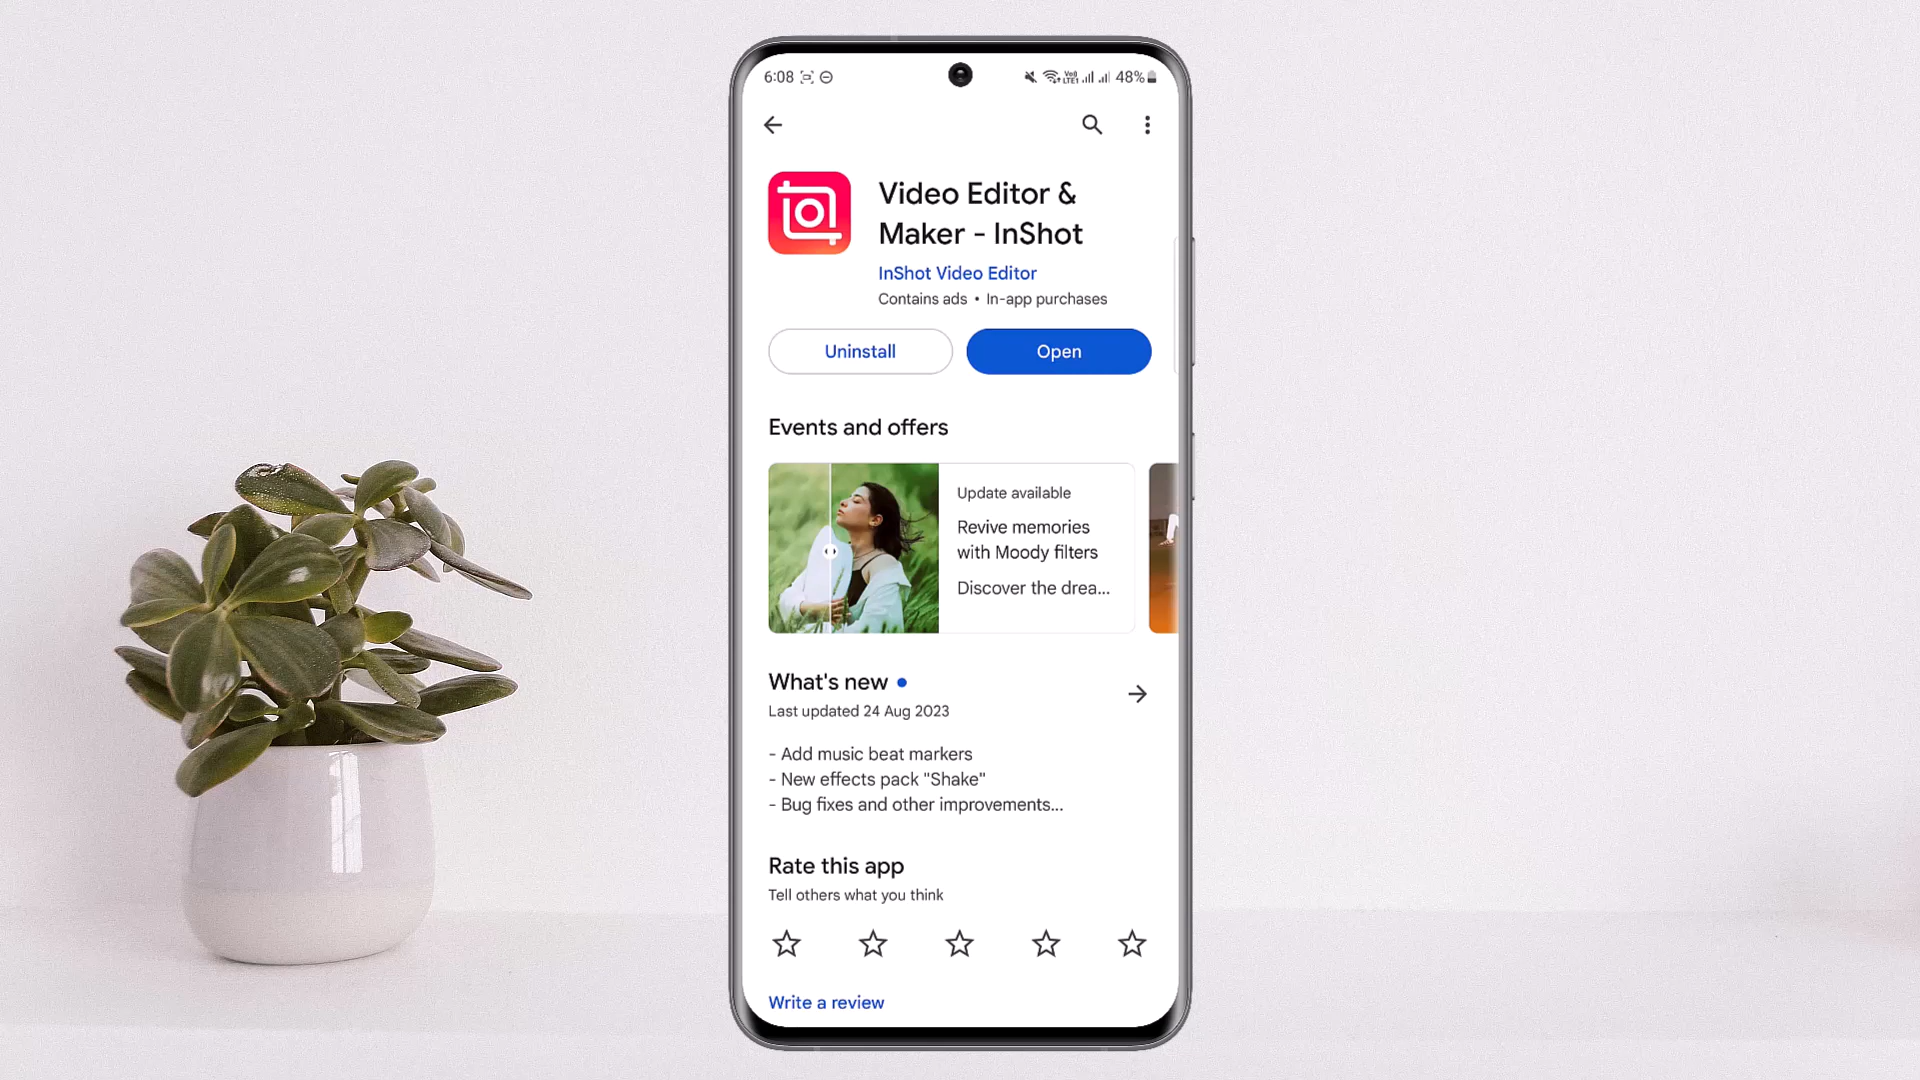 6:08
Vo)) LTE1 48%
Video Editor &
Maker - InShot
InShot Video Editor
Contains ads • In-app purchases
Uninstall
Open
Events and offers
Update available
Revive memories
with Moody filters
Discover the drea...
What's new
Last updated 24 Aug 2023
- Add music beat markers
- New effects pack "Shake"
- Bug fixes and other improvements...
Rate this app
Tell others what you think
Write a review